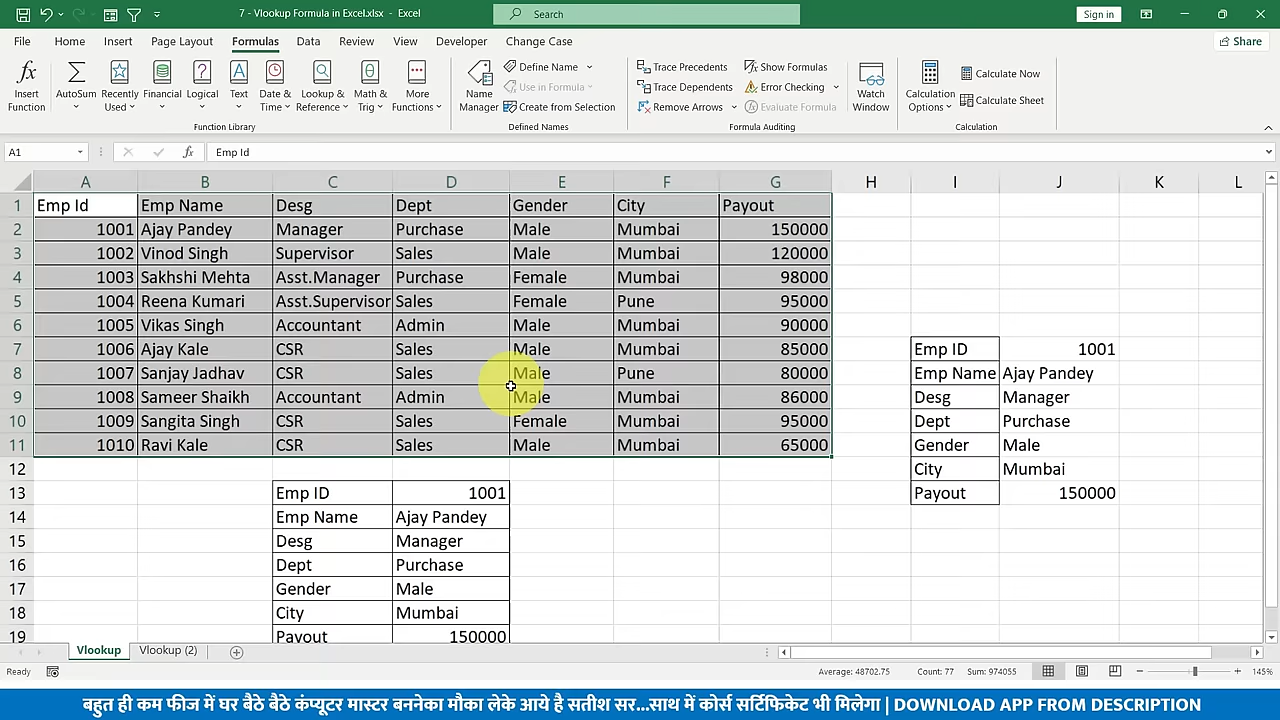 7 - Vlookup Formula in Excel.xlsx - Excel
Search
Sign in
File Home Insert Page Layout Formulas Data Review View Developer Change Case
Share
Insert Function
AutoSum
Recently Used
Financial
Logical
Text
Date & Time
Lookup & Reference
Math & Trig
More Functions
Function Library
Name Manager
Define Name
Use in Formula
Create from Selection
Defined Names
Trace Precedents
Trace Dependents
Remove Arrows
Show Formulas
Error Checking
Evaluate Formula
Formula Auditing
Watch Window
Calculation Options
Calculate Now
Calculate Sheet
Calculation
A1 fx Emp Id
A B C D E F G H I J K L
1 Emp Id Emp Name Desg Dept Gender City Payout
2 1001 Ajay Pandey Manager Purchase Male Mumbai 150000
3 1002 Vinod Singh Supervisor Sales Male Mumbai 120000
4 1003 Sakhshi Mehta Asst.Manager Purchase Female Mumbai 98000
5 1004 Reena Kumari Asst.Supervisor Sales Female Pune 95000
6 1005 Vikas Singh Accountant Admin Male Mumbai 90000
7 1006 Ajay Kale CSR Sales Male Mumbai 85000 Emp ID 1001
8 1007 Sanjay Jadhav CSR Sales Male Pune 80000 Emp Name Ajay Pandey
9 1008 Sameer Shaikh Accountant Admin Male Mumbai 86000 Desg Manager
10 1009 Sangita Singh CSR Sales Female Mumbai 95000 Dept Purchase
11 1010 Ravi Kale CSR Sales Male Mumbai 65000 Gender Male
12 City Mumbai
13 Emp ID 1001 Payout 150000
14 Emp Name Ajay Pandey
15 Desg Manager
16 Dept Purchase
17 Gender Male
18 City Mumbai
19 Payout 150000
Vlookup Vlookup (2)
Ready Average: 48702.75 Count: 77 Sum: 974055 145%
बहुत ही कम फीज में घर बैठे बैठे कंप्यूटर मास्टर बननेका मौका लेके आये है सतीश सर...साथ में कोर्स सर्टिफिकेट भी मिलेगा | DOWNLOAD APP FROM DESCRIPTION